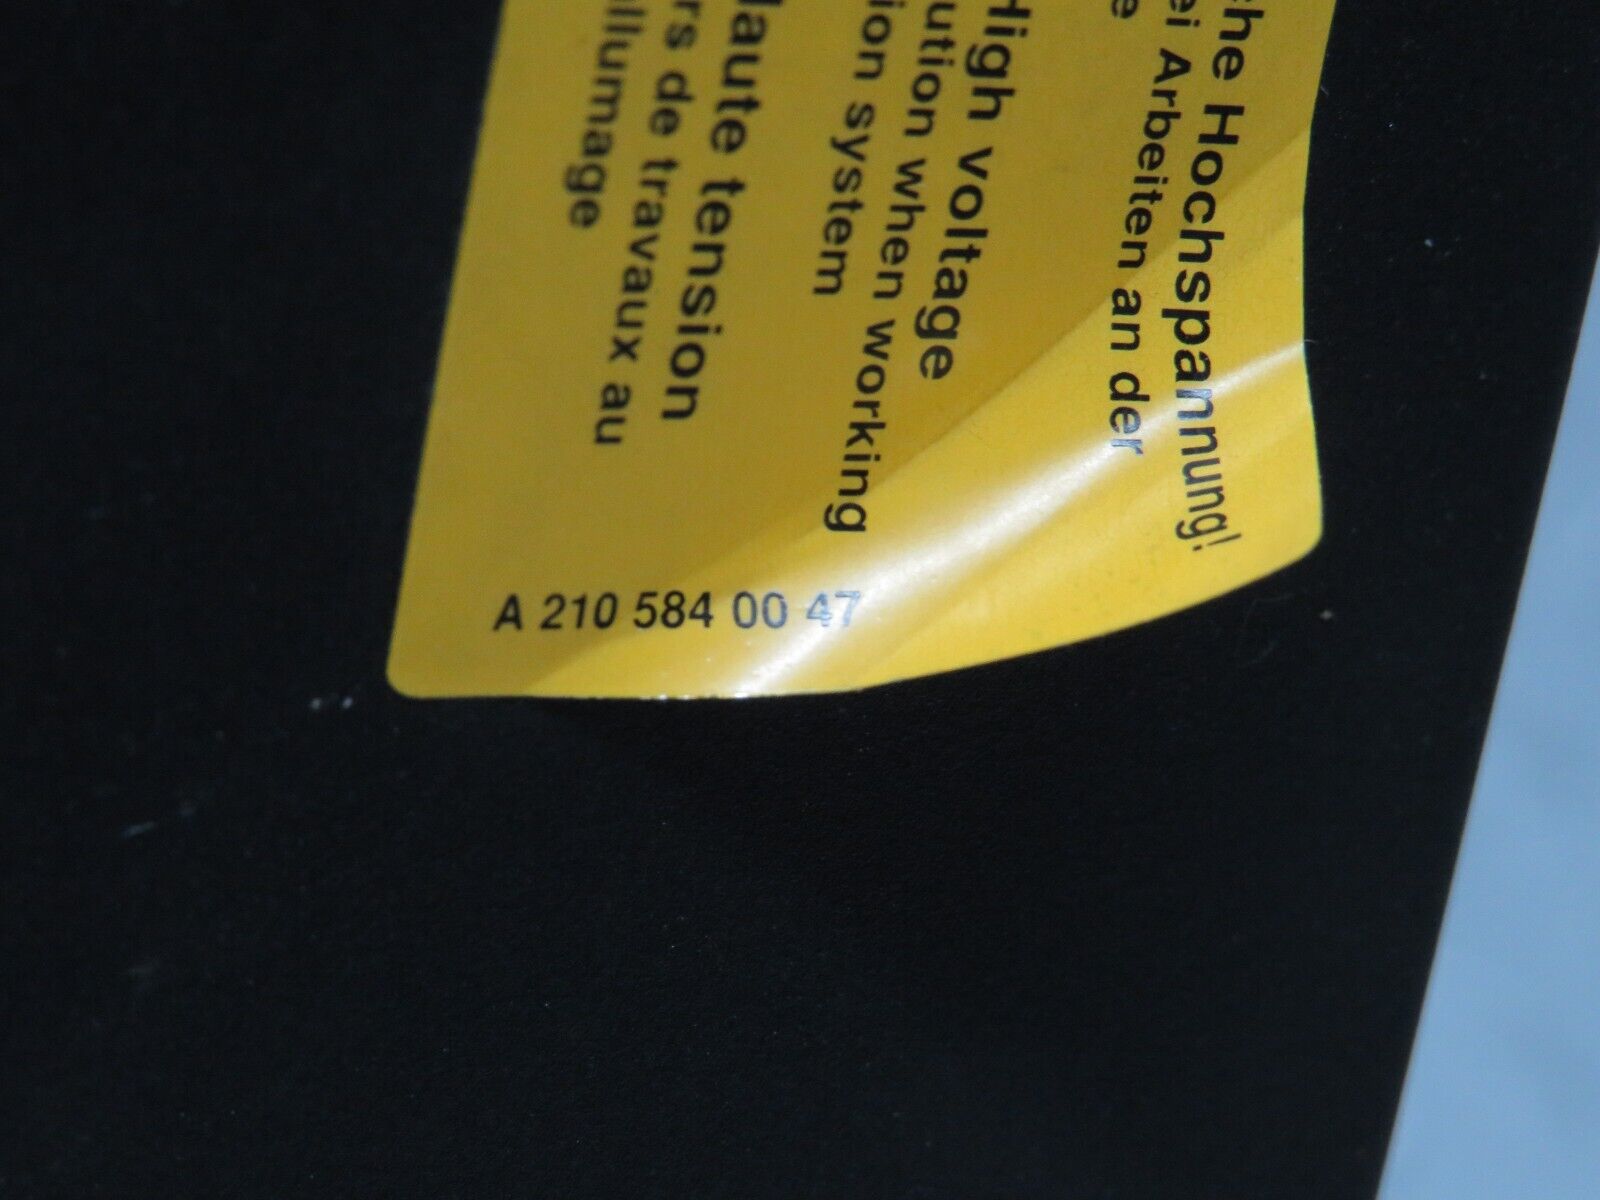 che Hochspannung!
ei Arbeiten an der
e
High voltage
ution when working
ion system
Haute tension
rs de travaux au
llumage
A 210 584 00 47